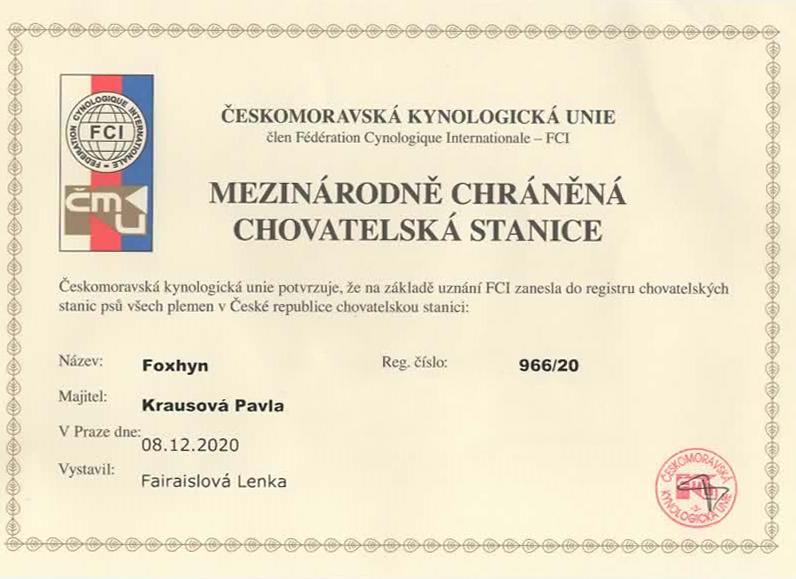 FÉDÉRATION CYNOLOGIQUE INTERNATIONALE
FCI
čmku
ČESKOMORAVSKÁ KYNOLOGICKÁ UNIE
člen Fédération Cynologique Internationale – FCI
MEZINÁRODNĚ CHRÁNĚNÁ
CHOVATELSKÁ STANICE
Českomoravská kynologická unie potvrzuje, že na základě uznání FCI zanesla do registru chovatelských
stanic psů všech plemen v České republice chovatelskou stanici:
Název: Foxhyn Reg. číslo: 966/20
Majitel: Krausová Pavla
V Praze dne: 08.12.2020
Vystavil: Fairaislová Lenka
ČESKOMORAVSKÁ
KYNOLOGICKÁ UNIE
-2-